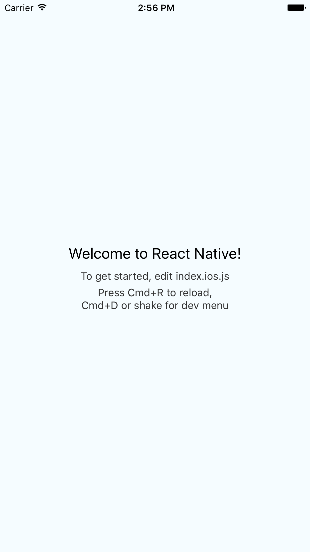 Carrier 2:56 PM
Welcome to React Native!
To get started, edit index.ios.js
Press Cmd+R to reload,
Cmd+D or shake for dev menu